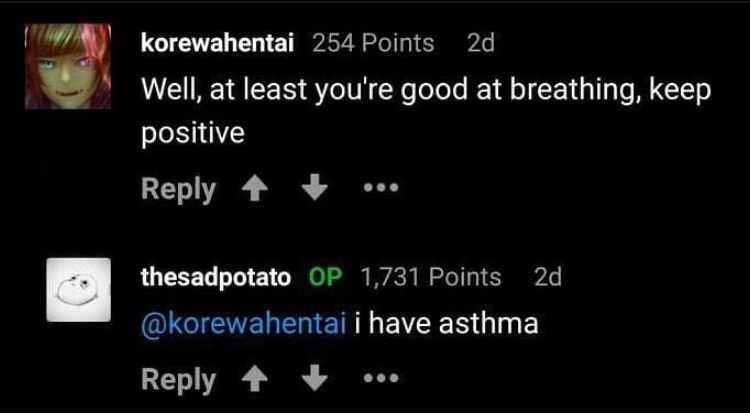 korewahentai 254 Points 2d
Well, at least you're good at breathing, keep
positive
Reply
thesadpotato OP 1,731 Points 2d
@korewahentai i have asthma
Reply